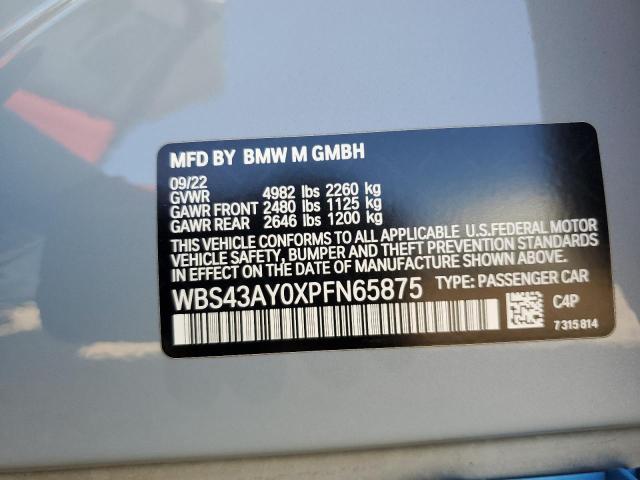 MFD BY BMW M GMBH
09/22
GVWR 4982 lbs 2260 kg
GAWR FRONT 2480 lbs 1125 kg
GAWR REAR 2646 lbs 1200 kg
THIS VEHICLE CONFORMS TO ALL APPLICABLE U.S.FEDERAL MOTOR
VEHICLE SAFETY, BUMPER AND THEFT PREVENTION STANDARDS
IN EFFECT ON THE DATE OF MANUFACTURE SHOWN ABOVE.
WBS43AY0XPFN65875 TYPE: PASSENGER CAR
C4P
7315814